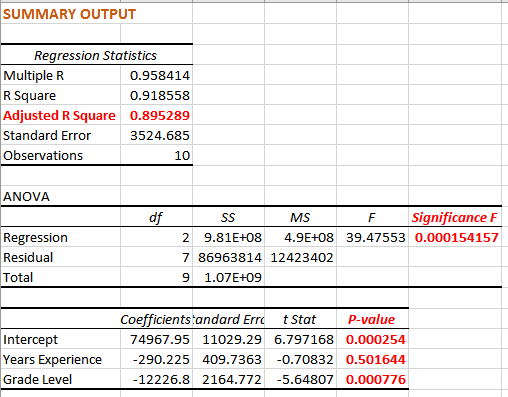 SUMMARY OUTPUT
Regression Statistics
Multiple R 0.958414
R Square 0.918558
Adjusted R Square 0.895289
Standard Error 3524.685
Observations 10
ANOVA
df SS MS F Significance F
Regression 2 9.81E+08 4.9E+08 39.47553 0.000154157
Residual 7 86963814 12423402
Total 9 1.07E+09
Coefficients tandard Erro t Stat P-value
Intercept 74967.95 11029.29 6.797168 0.000254
Years Experience -290.225 409.7363 -0.70832 0.501644
Grade Level -12226.8 2164.772 -5.64807 0.000776